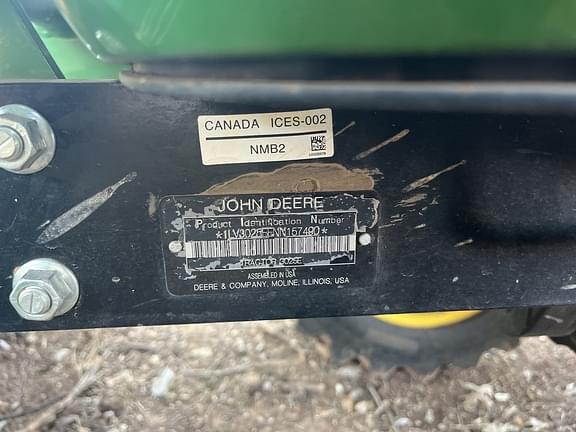 CANADA ICES-002
NMB2
JOHN DEERE
Product Identification Number
TRACTOR 3025E
ASSEMBLED IN USA
DEERE & COMPANY, MOLINE, ILLINOIS, USA